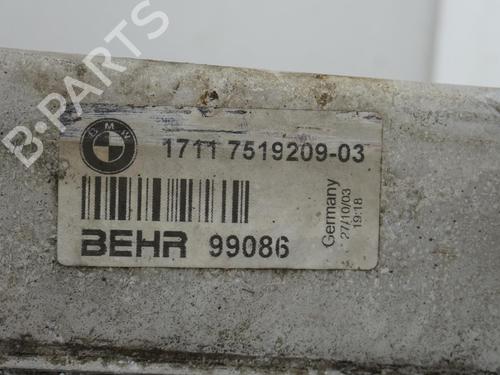 B-PARTS
BMW
1711 7519209-03
BEHR 99086
Germany
27/10/03
19:18